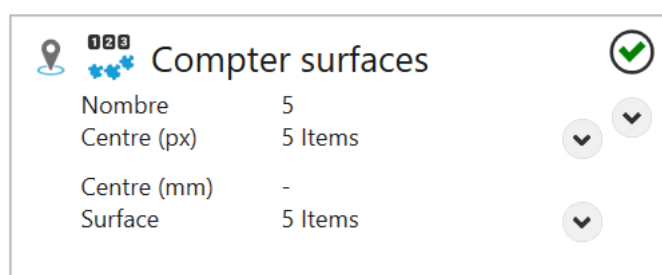 123
Compter surfaces
Nombre 5
Centre (px) 5 Items
Centre (mm) -
Surface 5 Items